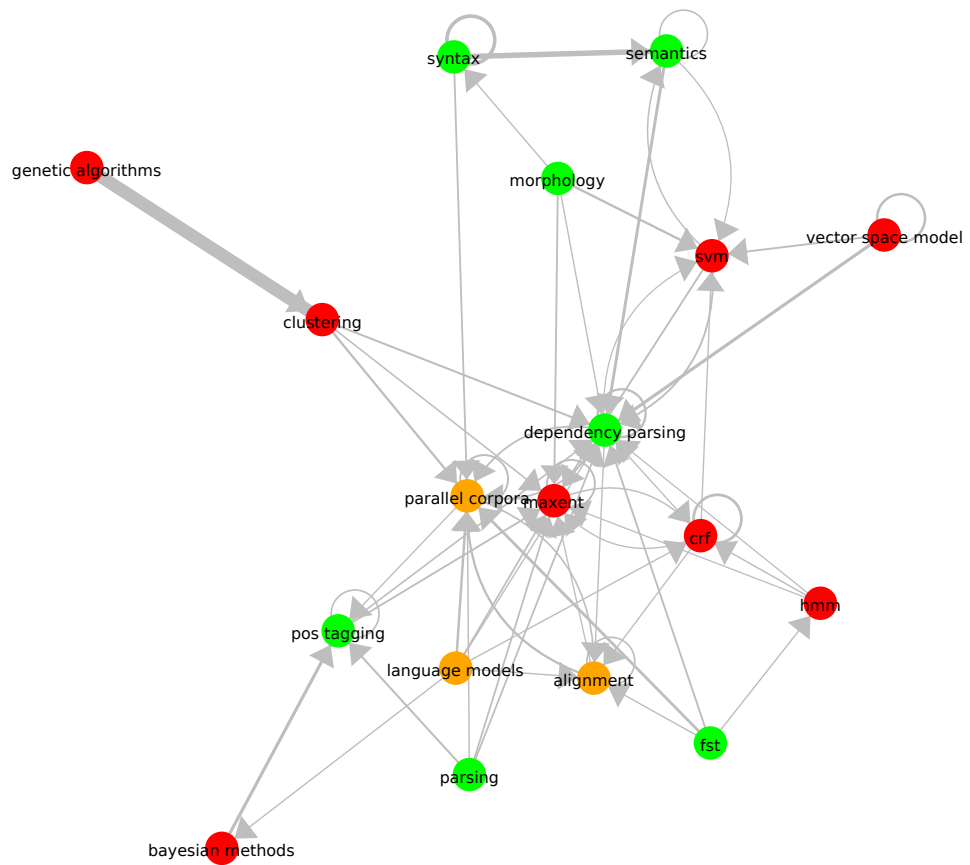 syntax
semantics
genetic algorithms
morphology
vector space model
svm
clustering
dependency parsing
parallel corpora
maxent
crf
hmm
pos tagging
language models
alignment
fst
parsing
bayesian methods